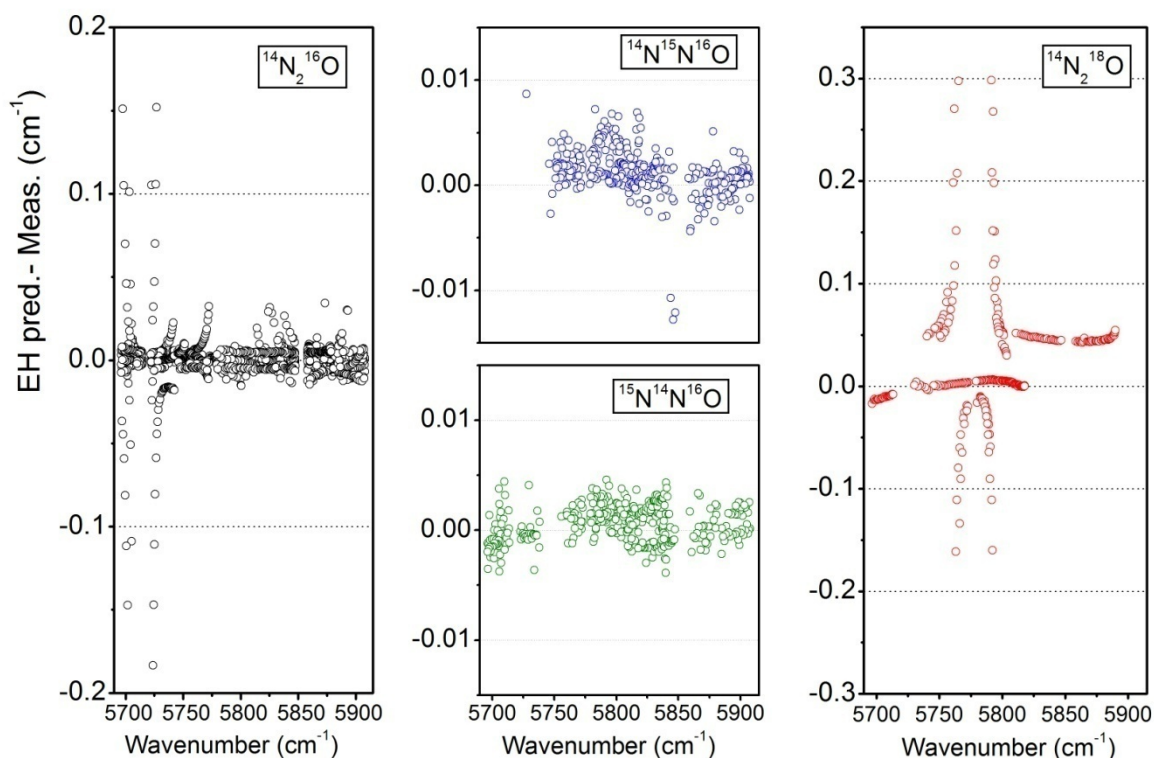 EH pred.- Meas. (cm⁻¹)
0.2
0.1
0.0
-0.1
-0.2
¹⁴N₂¹⁶O
5700 5750 5800 5850 5900
Wavenumber (cm⁻¹)
0.01
0.00
-0.01
¹⁴N¹⁵N¹⁶O
0.01
0.00
-0.01
¹⁵N¹⁴N¹⁶O
5700 5750 5800 5850 5900
Wavenumber (cm⁻¹)
0.3
0.2
0.1
0.0
-0.1
-0.2
-0.3
¹⁴N₂¹⁸O
5700 5750 5800 5850 5900
Wavenumber (cm⁻¹)